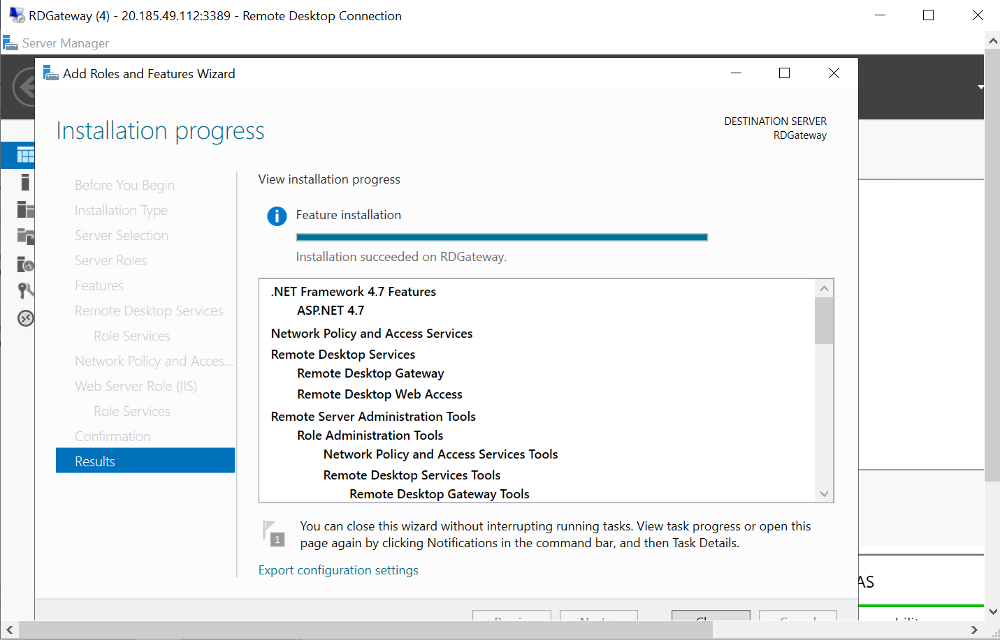 RDGateway (4) - 20.185.49.112:3389 - Remote Desktop Connection
Server Manager
Add Roles and Features Wizard
Installation progress
DESTINATION SERVER
RDGateway
Before You Begin
Installation Type
Server Selection
Server Roles
Features
Remote Desktop Services
Role Services
Network Policy and Acces...
Web Server Role (IIS)
Role Services
Confirmation
Results
View installation progress
Feature installation
Installation succeeded on RDGateway.
.NET Framework 4.7 Features
ASP.NET 4.7
Network Policy and Access Services
Remote Desktop Services
Remote Desktop Gateway
Remote Desktop Web Access
Remote Server Administration Tools
Role Administration Tools
Network Policy and Access Services Tools
Remote Desktop Services Tools
Remote Desktop Gateway Tools
1
You can close this wizard without interrupting running tasks. View task progress or open this
page again by clicking Notifications in the command bar, and then Task Details.
Export configuration settings
AS